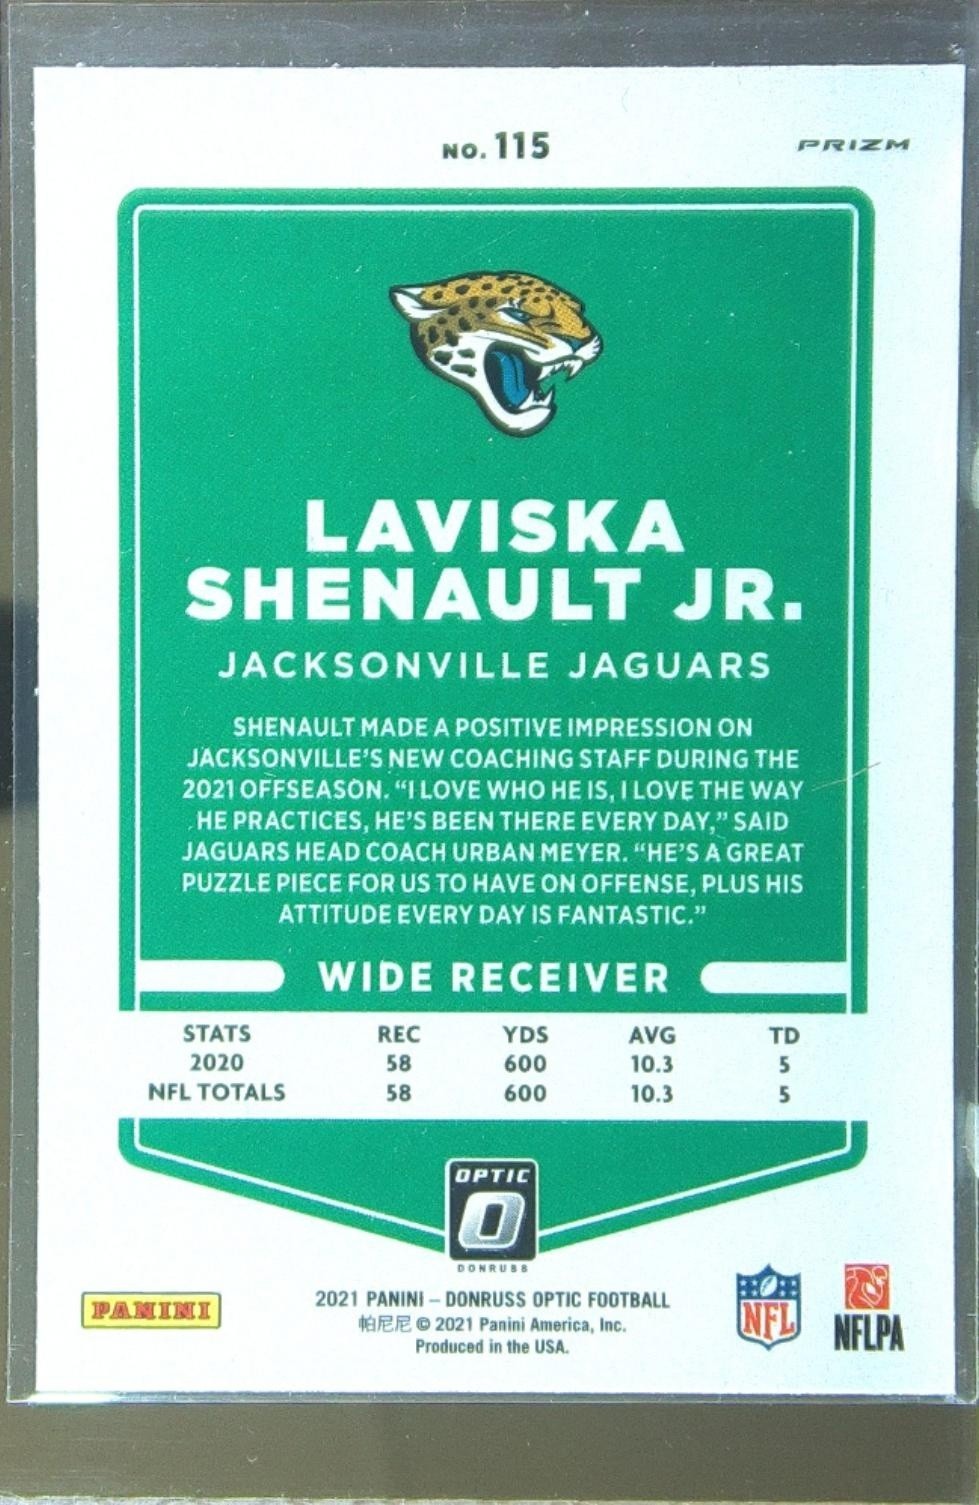 NO. 115
PRIZM
LAVISKA
SHENAULT JR.
JACKSONVILLE JAGUARS
SHENAULT MADE A POSITIVE IMPRESSION ON
JACKSONVILLE'S NEW COACHING STAFF DURING THE
2021 OFFSEASON. “I LOVE WHO HE IS, I LOVE THE WAY
HE PRACTICES, HE'S BEEN THERE EVERY DAY,” SAID
JAGUARS HEAD COACH URBAN MEYER. “HE'S A GREAT
PUZZLE PIECE FOR US TO HAVE ON OFFENSE, PLUS HIS
ATTITUDE EVERY DAY IS FANTASTIC.”
WIDE RECEIVER
STATS REC YDS AVG TD
2020 58 600 10.3 5
NFL TOTALS 58 600 10.3 5
OPTIC
O
DONRUSS
PANINI
2021 PANINI – DONRUSS OPTIC FOOTBALL
帕尼尼 © 2021 Panini America, Inc.
Produced in the USA.
NFL
NFLPA